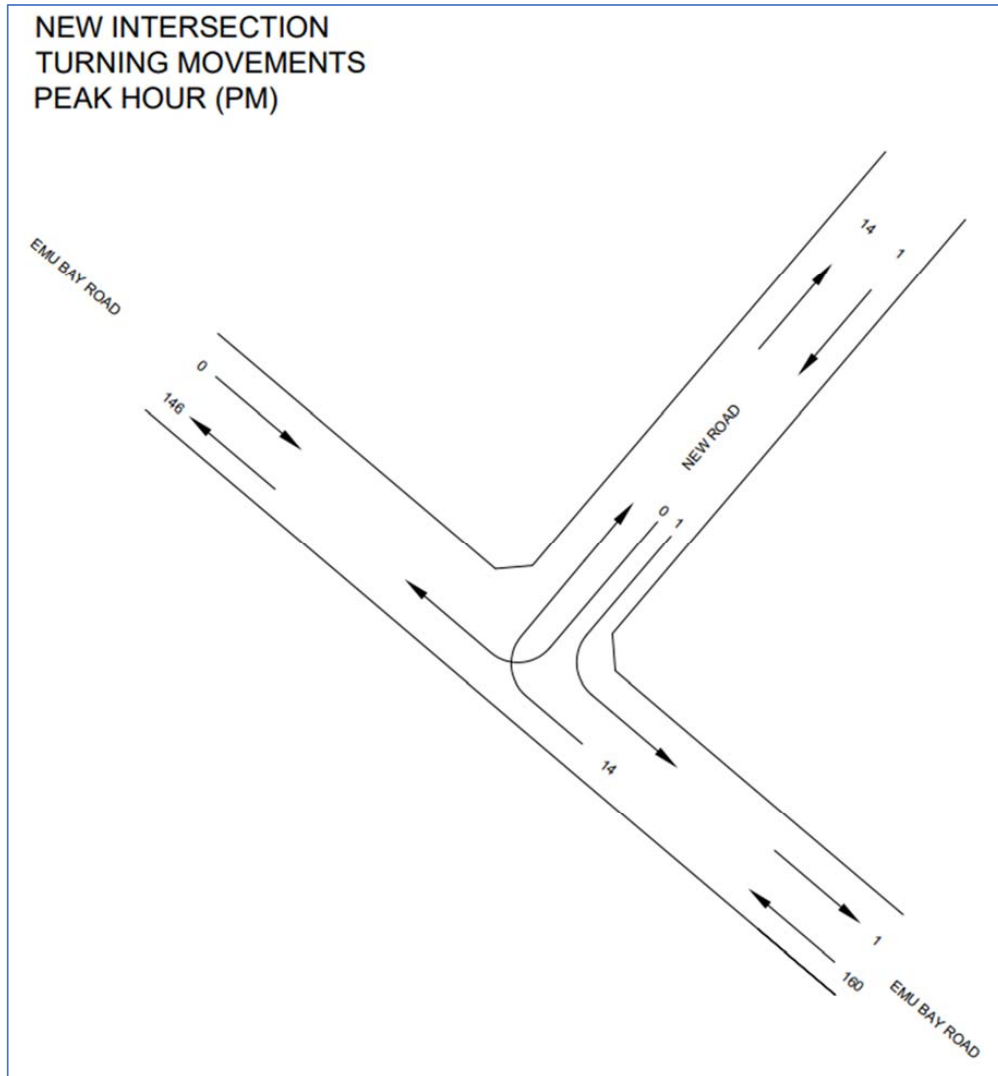 NEW INTERSECTION
TURNING MOVEMENTS
PEAK HOUR (PM)
14
1
EMU BAY ROAD
0
146
NEW ROAD
0
1
14
1
160
EMU BAY ROAD